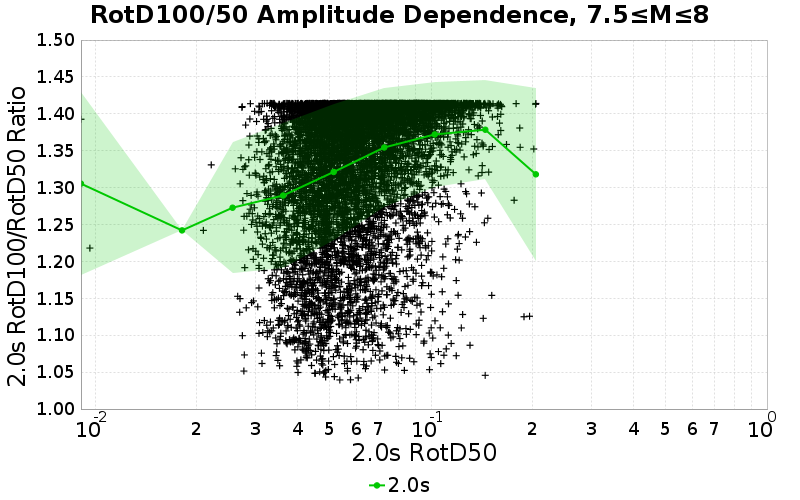 RotD100/50 Amplitude Dependence, 7.5≤M≤8
2.0s RotD100/RotD50 Ratio
1.50
1.45
1.40
1.35
1.30
1.25
1.20
1.15
1.10
1.05
1.00
10-2 2 3 4 5 6 7 10-1 2 3 4 5 6 7 100
2.0s RotD50
2.0s